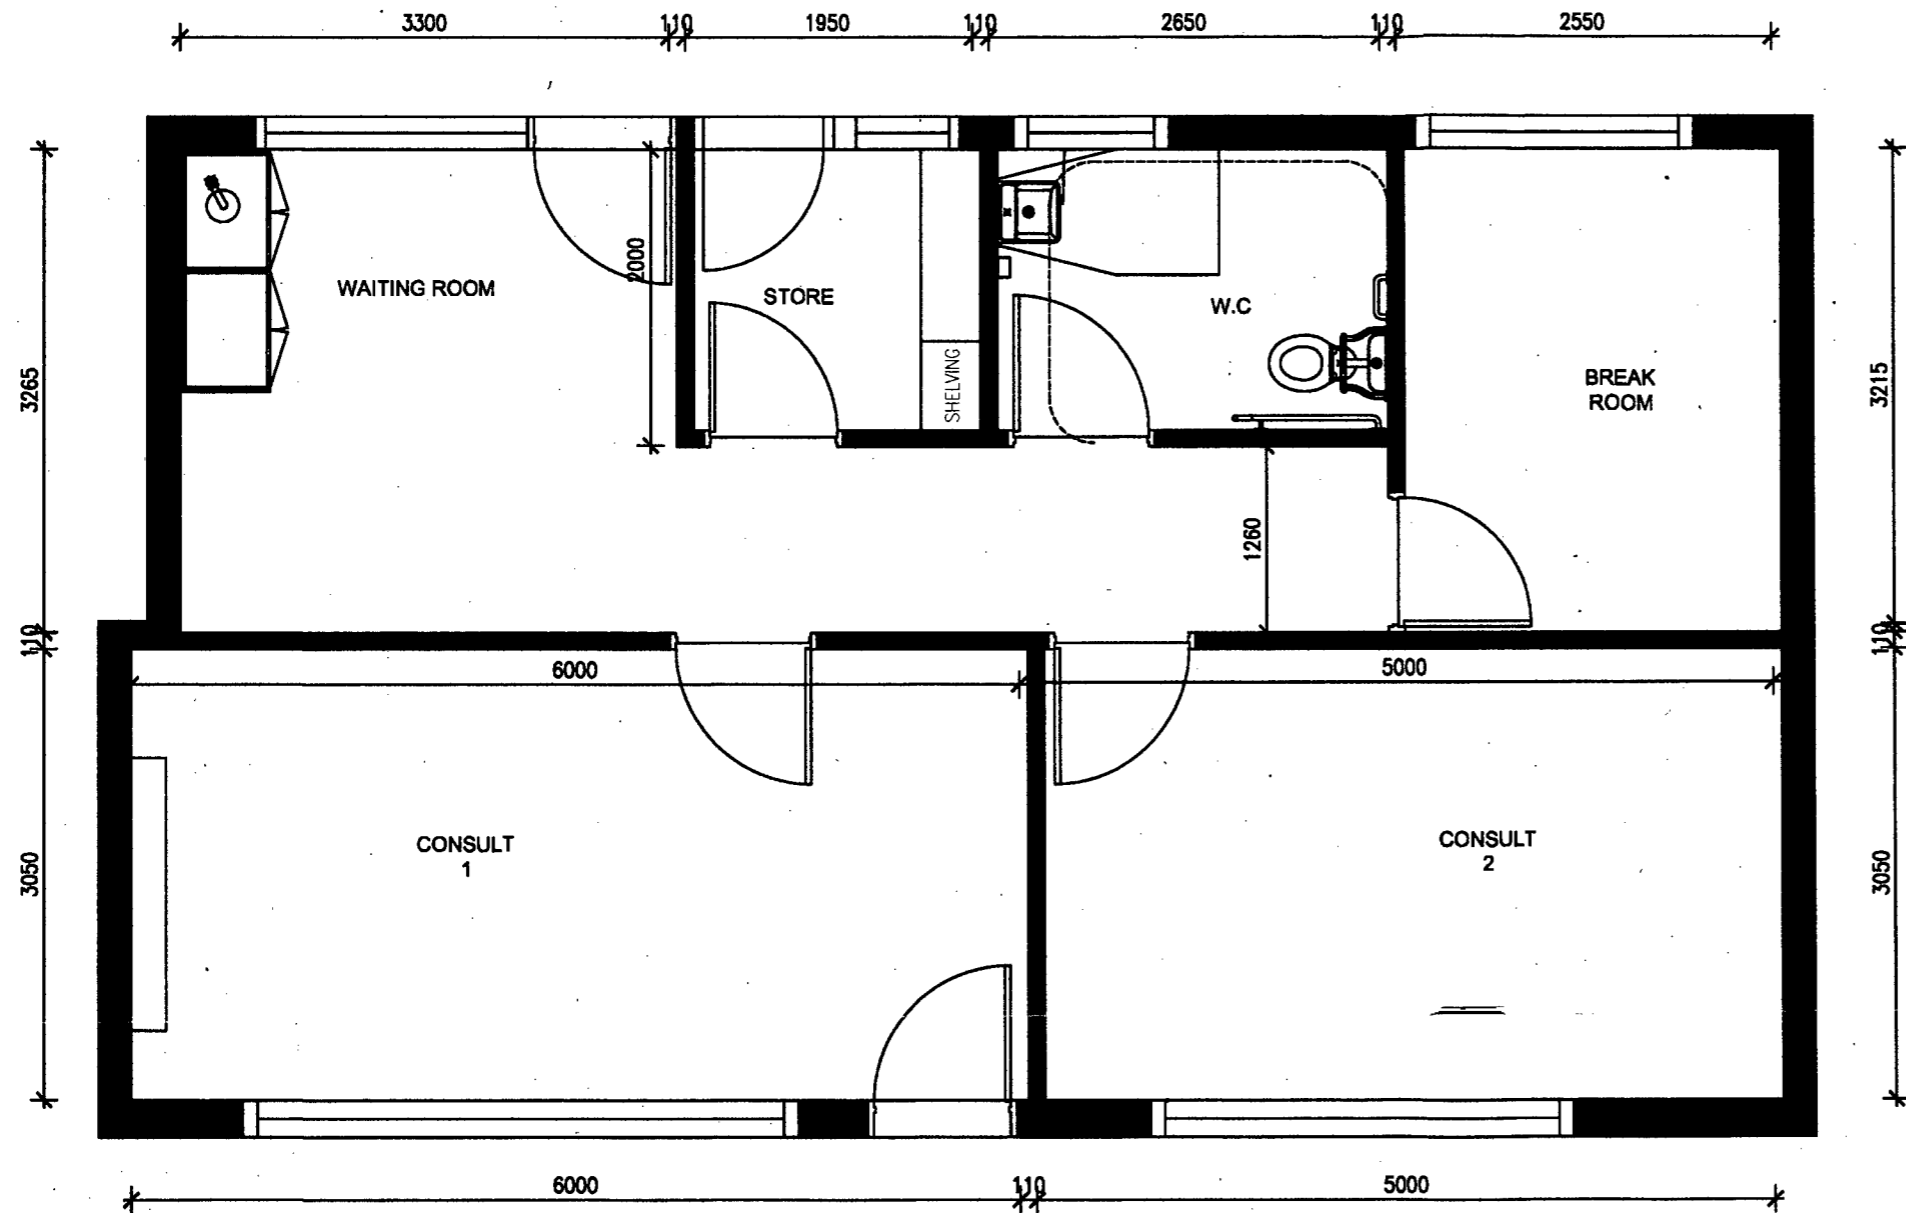 3300 110 1950 110 2650 110 2550
WAITING ROOM
2000
STORE
SHELVING
W.C
BREAK
ROOM
3265
3215
1260
110
110
6000
5000
CONSULT
1
CONSULT
2
3050
3050
6000 110 5000